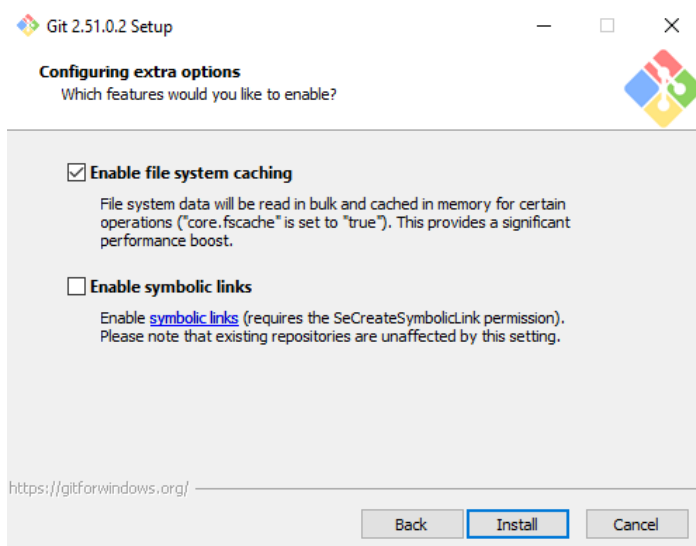 Git 2.51.0.2 Setup
Configuring extra options
Which features would you like to enable?
Enable file system caching
File system data will be read in bulk and cached in memory for certain
operations ("core.fscache" is set to "true"). This provides a significant
performance boost.
Enable symbolic links
Enable symbolic links (requires the SeCreateSymbolicLink permission).
Please note that existing repositories are unaffected by this setting.
https://gitforwindows.org/
Back Install Cancel